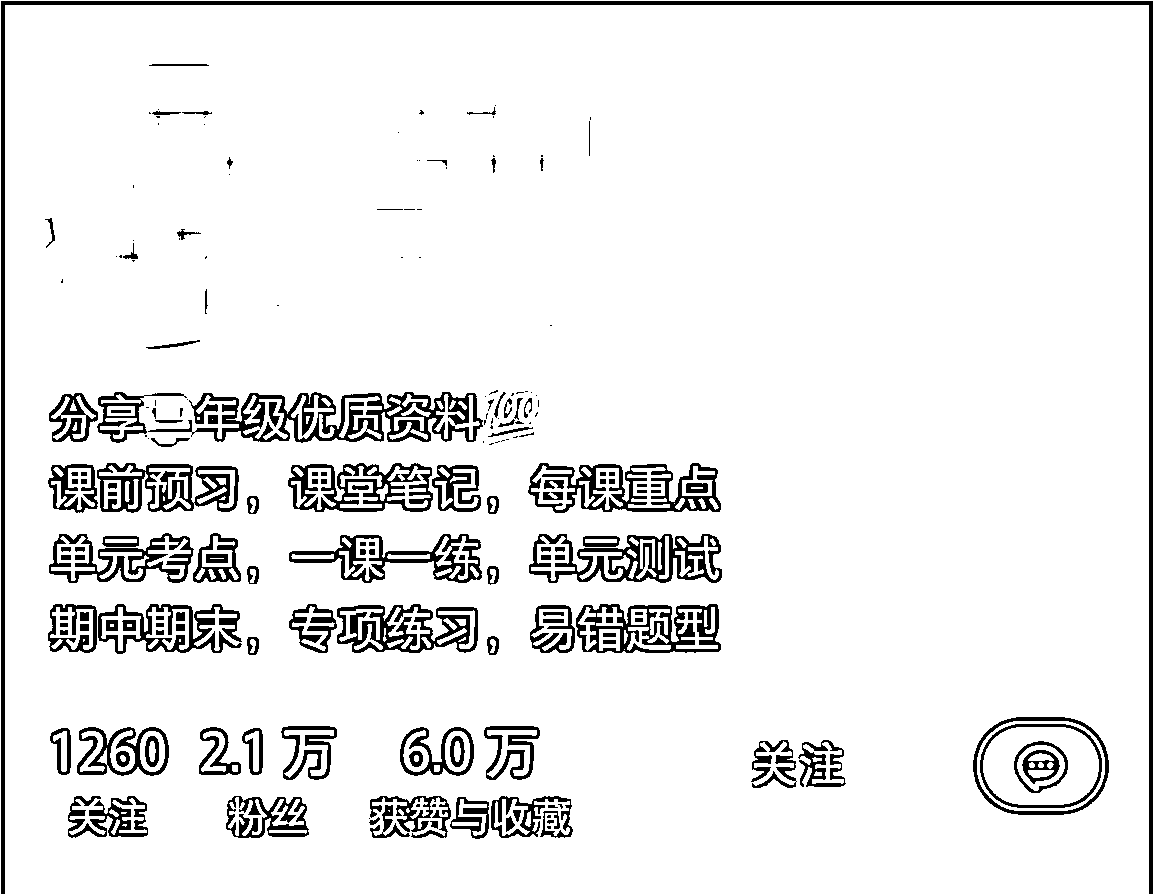 分享二年级优质资料💯
课前预习，课堂笔记，每课重点
单元考点，一课一练，单元测试
期中期末，专项练习，易错题型
1260 2.1万 6.0万 关注
关注 粉丝 获赞与收藏